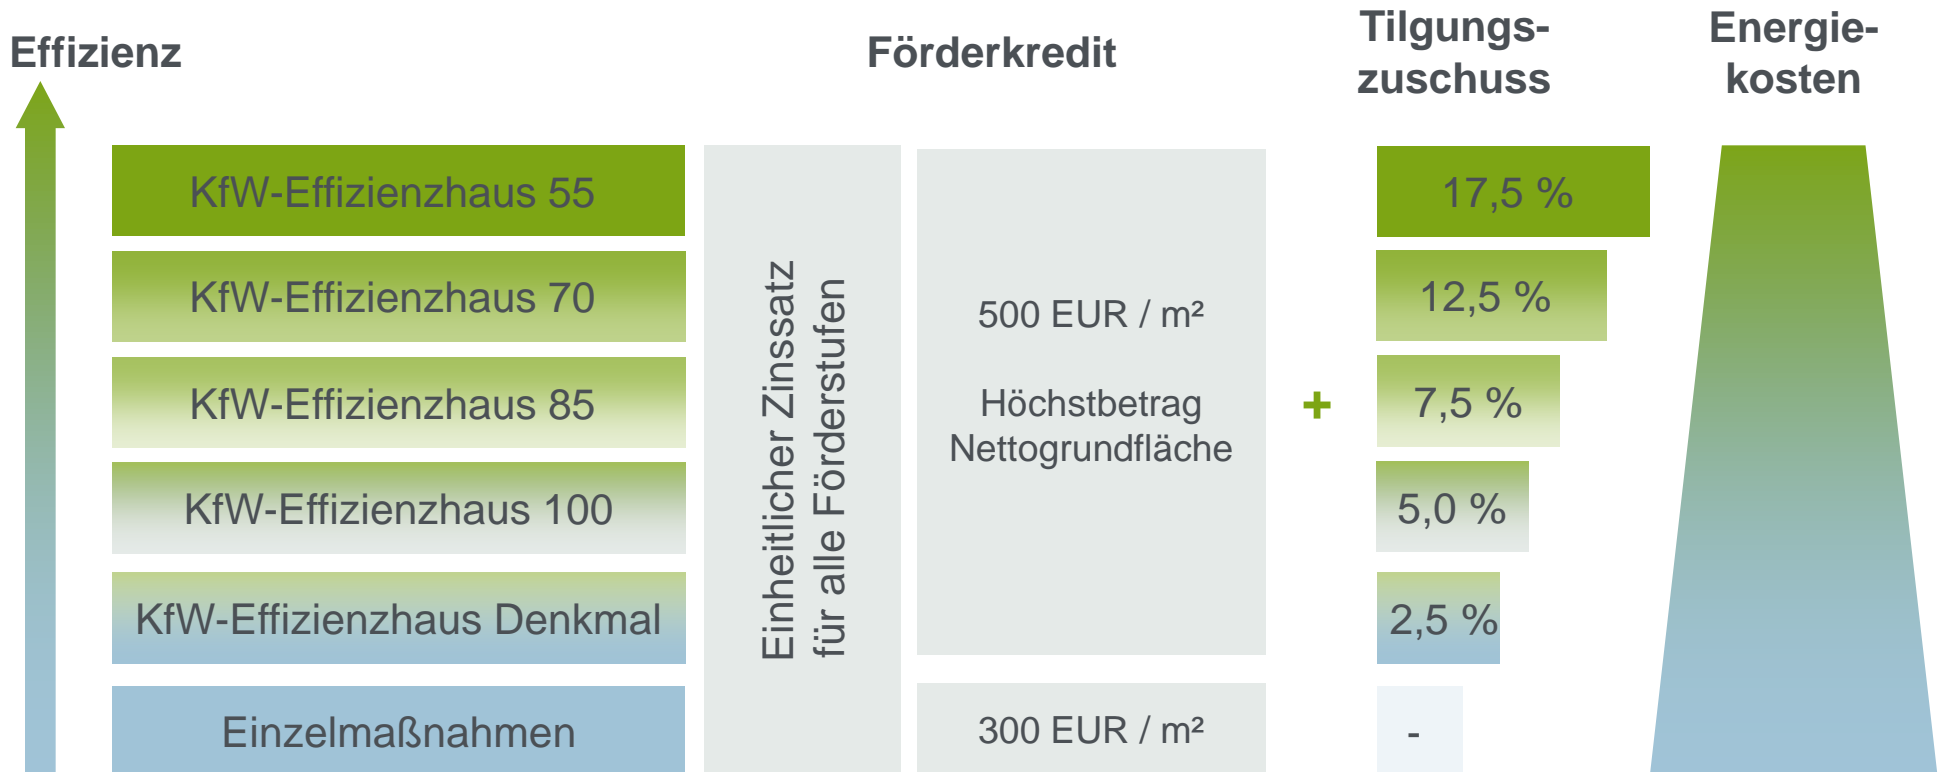 Effizienz
Förderkredit
Tilgungs-
zuschuss
Energie-
kosten
KfW-Effizienzhaus 55
KfW-Effizienzhaus 70
KfW-Effizienzhaus 85
KfW-Effizienzhaus 100
KfW-Effizienzhaus Denkmal
Einzelmaßnahmen
Einheitlicher Zinssatz
für alle Förderstufen
500 EUR / m²
Höchstbetrag
Nettogrundfläche
300 EUR / m²
+
17,5 %
12,5 %
7,5 %
5,0 %
2,5 %
-